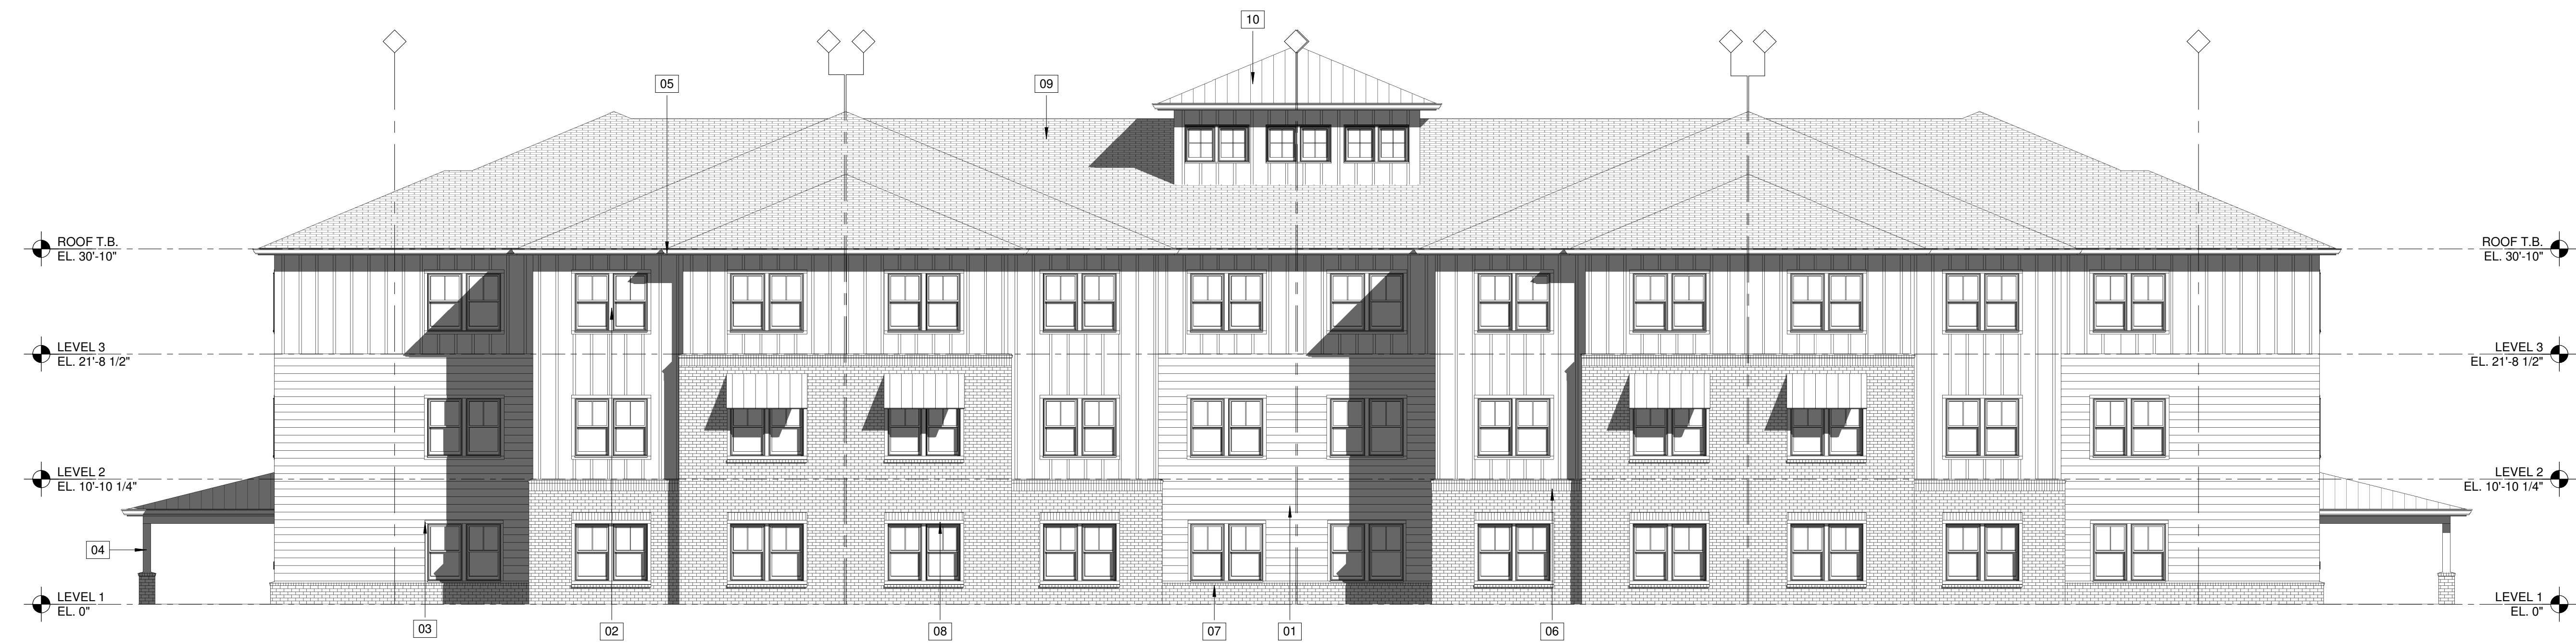 10
05
09
ROOF T.B.
EL. 30'-10"
ROOF T.B.
EL. 30'-10"
LEVEL 3
EL. 21'-8 1/2"
LEVEL 3
EL. 21'-8 1/2"
LEVEL 2
EL. 10'-10 1/4"
LEVEL 2
EL. 10'-10 1/4"
04
LEVEL 1
EL. 0"
LEVEL 1
EL. 0"
03
02
08
07
01
06